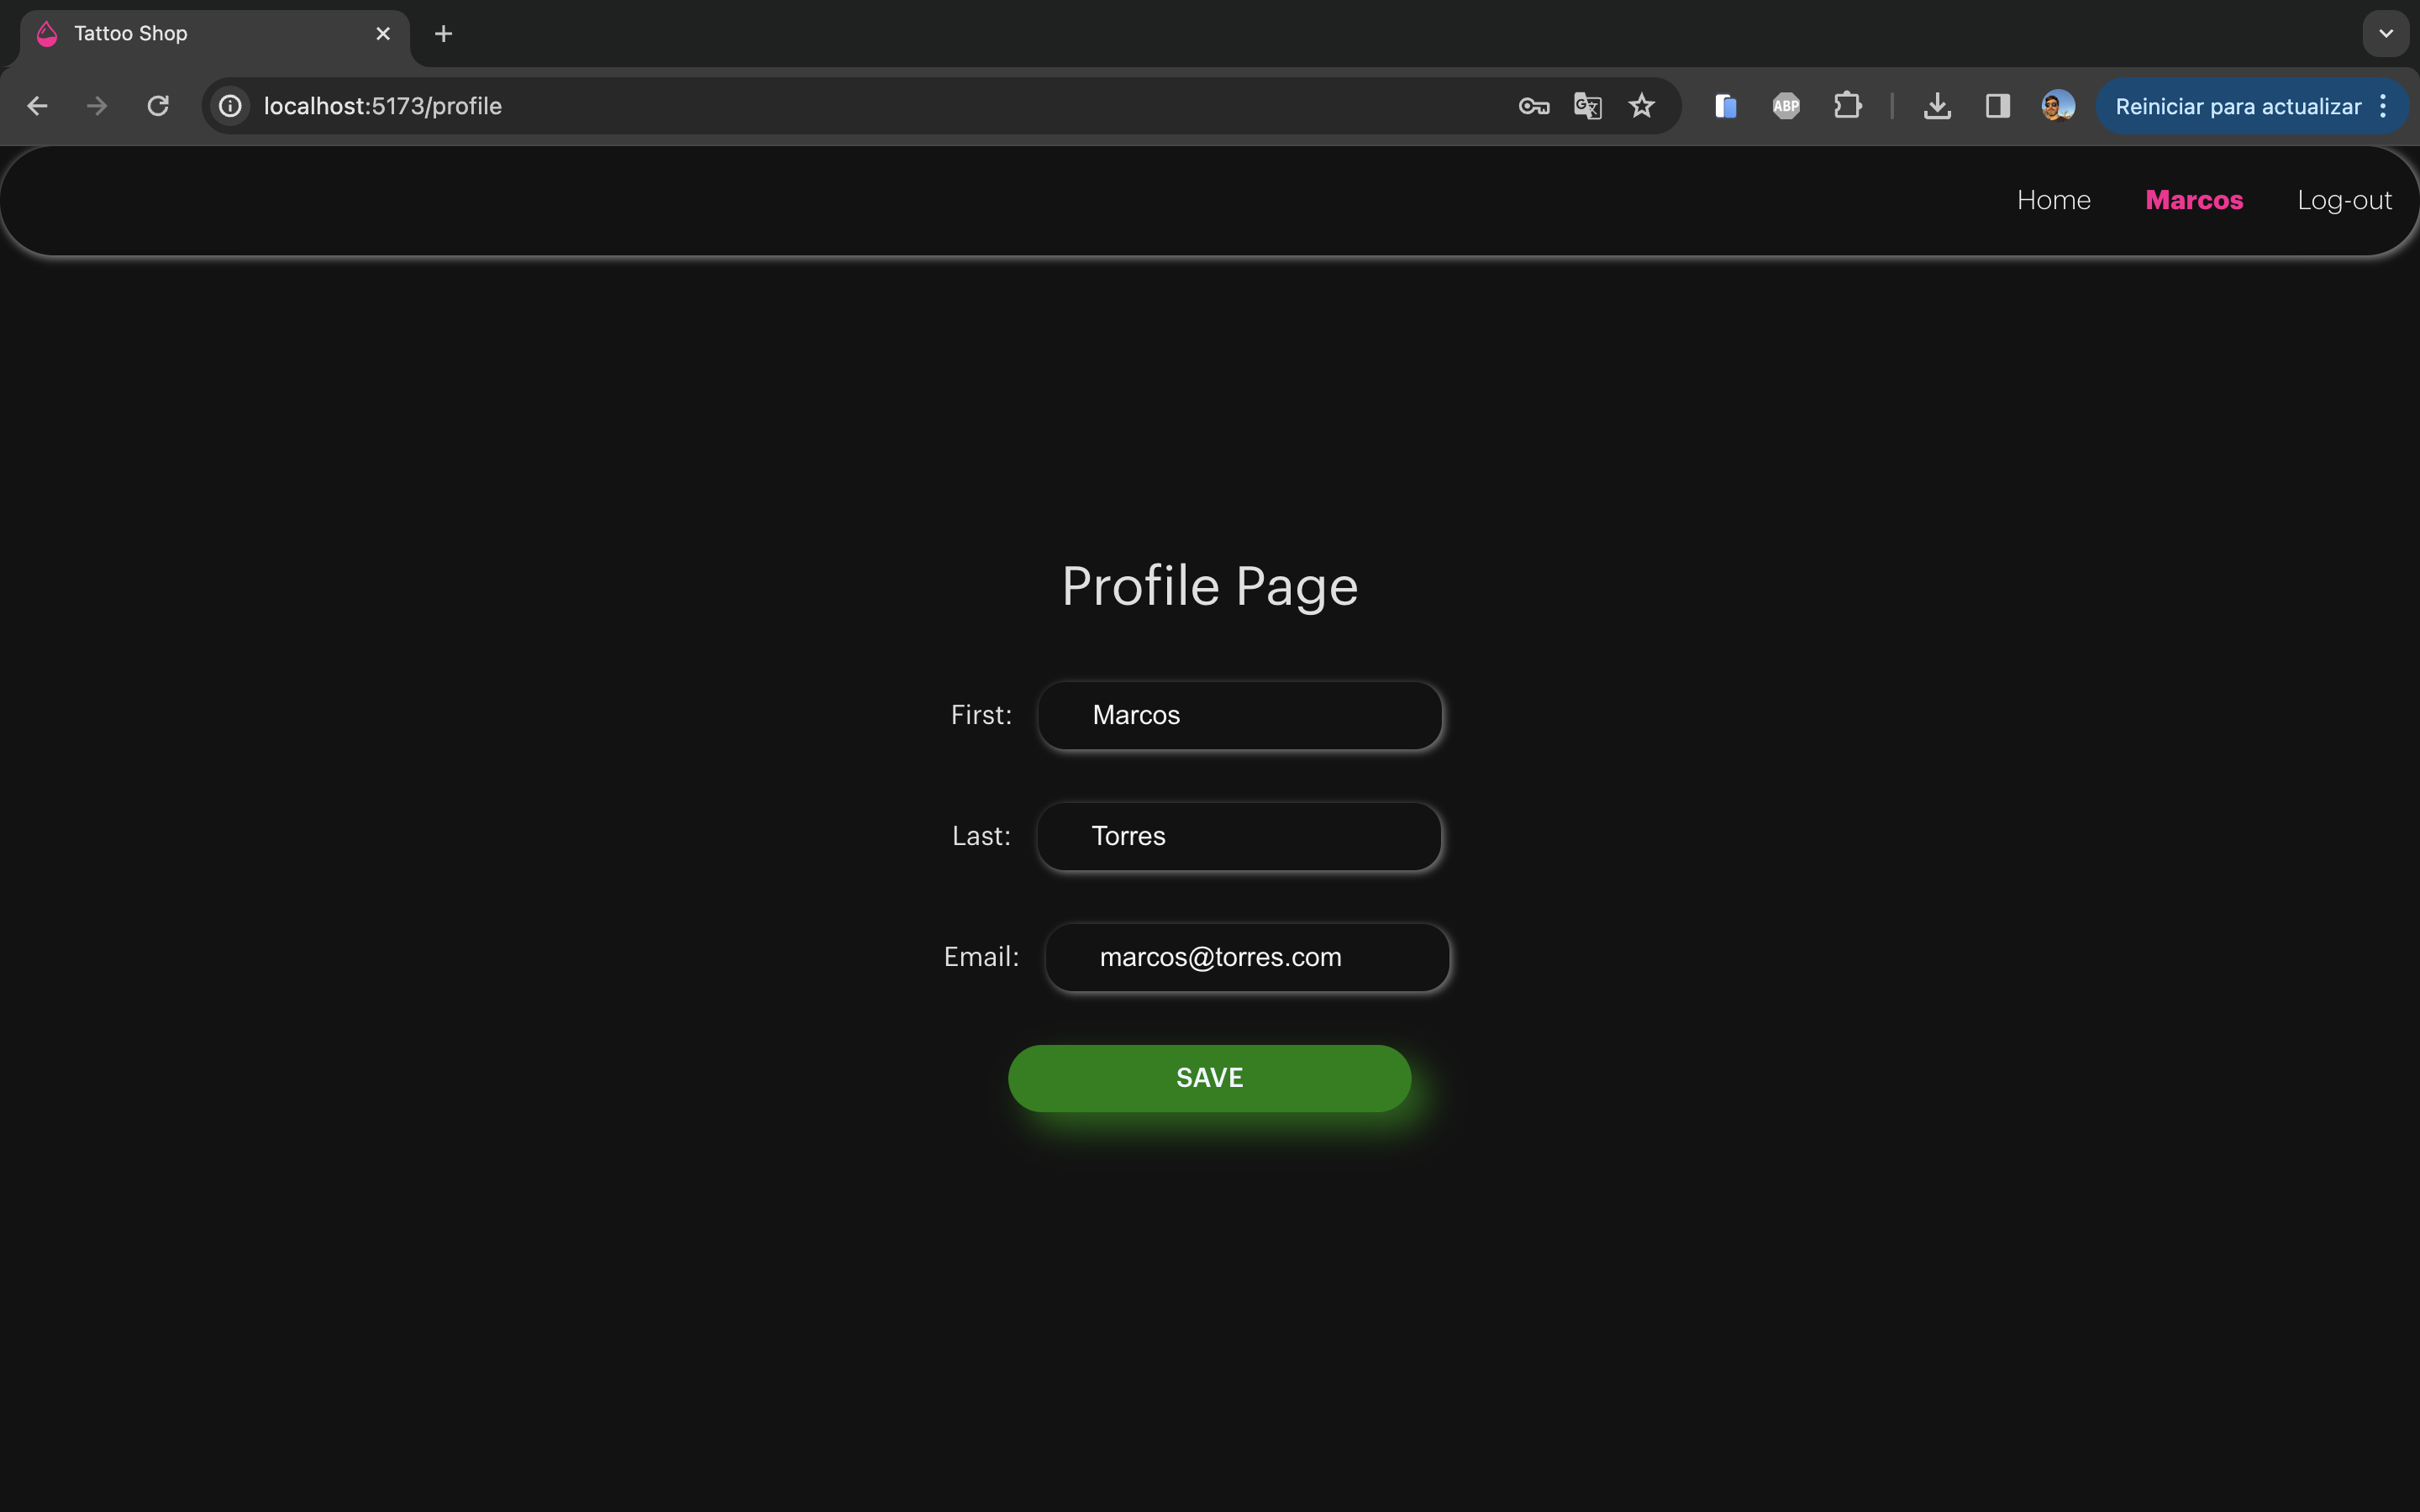 Tattoo Shop
localhost:5173/profile
ABP
Reiniciar para actualizar
Home Marcos Log-out
Profile Page
First: Marcos
Last: Torres
Email: marcos@torres.com
SAVE